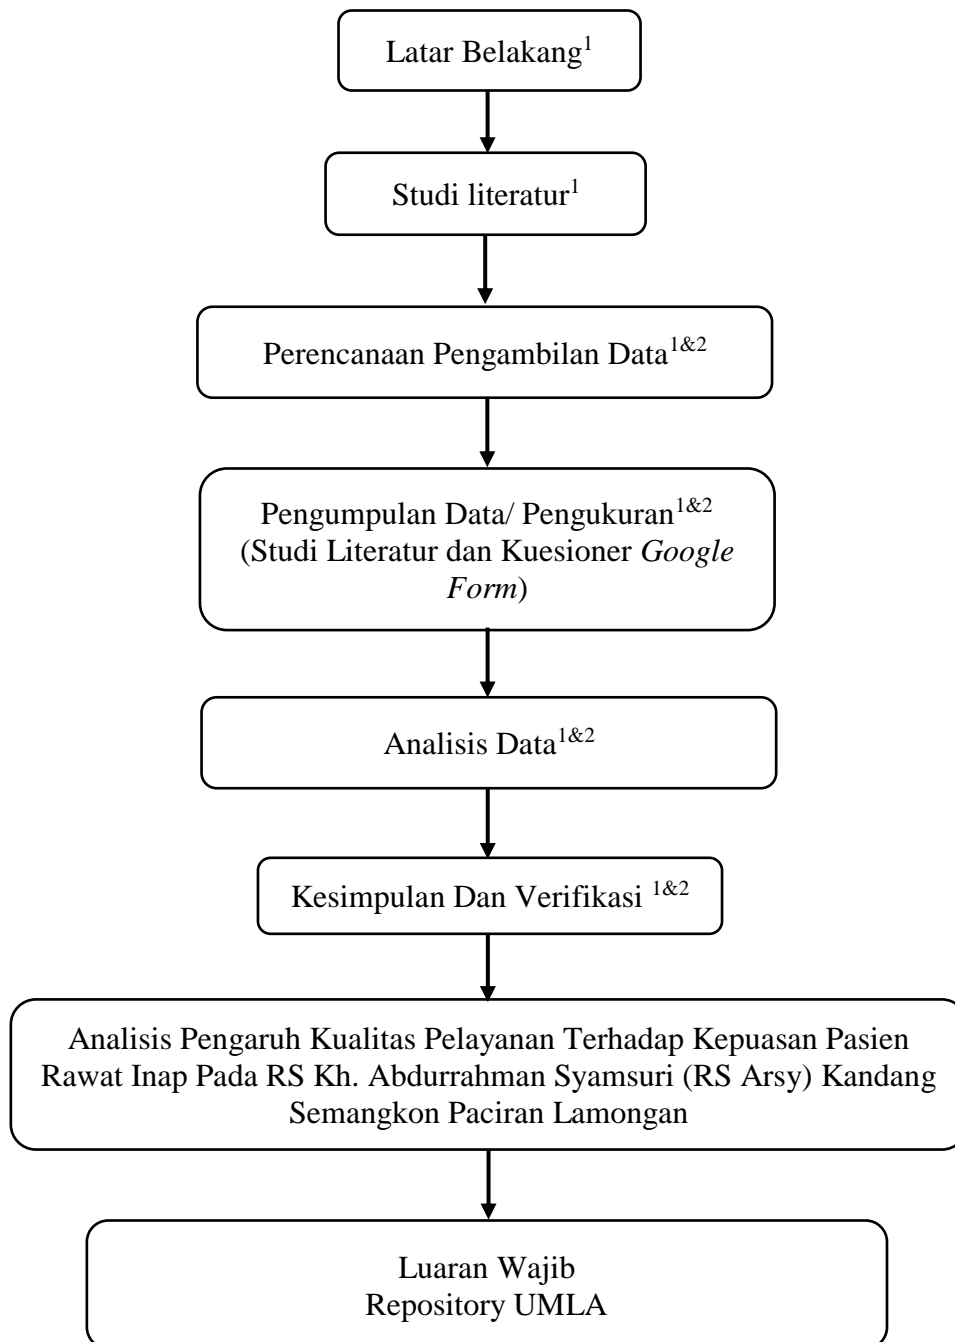 Latar Belakang¹
Studi literatur¹
Perencanaan Pengambilan Data¹&²
Pengumpulan Data/ Pengukuran¹&²
(Studi Literatur dan Kuesioner Google
Form)
Analisis Data¹&²
Kesimpulan Dan Verifikasi ¹&²
Analisis Pengaruh Kualitas Pelayanan Terhadap Kepuasan Pasien
Rawat Inap Pada RS Kh. Abdurrahman Syamsuri (RS Arsy) Kandang
Semangkon Paciran Lamongan
Luaran Wajib
Repository UMLA